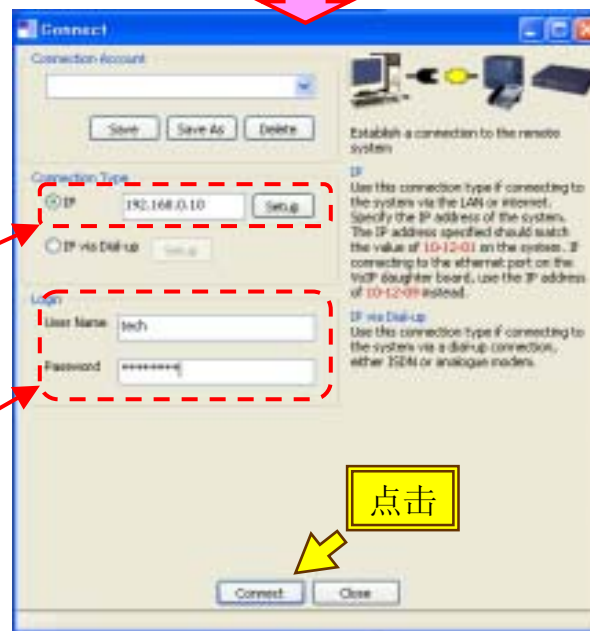 Connect
Connection Account
Save
Save As
Delete
Establish a connection to the remote
system
Connection Type
IP
192.168.0.10
Setup
IP via Dial-up
Setup
IP
Use this connection type if connecting to
the system via the LAN or internet.
Specify the IP address of the system.
The IP address specified should match
the value of 10-12-01 on the system. If
connecting to the ethernet port on the
VoIP daughter board, use the IP address
of 10-12-09 instead.
IP via Dial-up
Use this connection type if connecting to
the system via a dial-up connection,
either ISDN or analogue modem.
Login
User Name
tech
Password
********
点击
Connect
Close